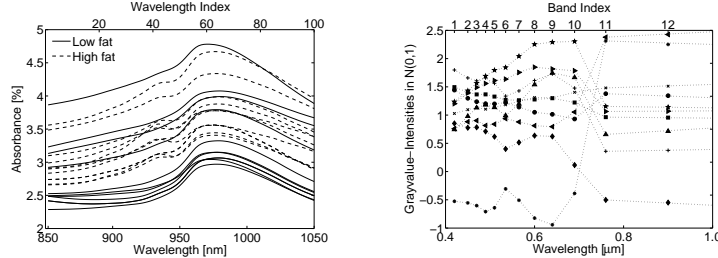 Wavelength Index
20 40 60 80 100
5
4.5
4
3.5
3
2.5
2
Absorbance [%]
Low fat
High fat
850 900 950 1000 1050
Wavelength [nm]
Band Index
1 2 3 4 5 6 7 8 9 10 11 12
2.5
2
1.5
1
0.5
0
−0.5
−1
Grayvalue−Intensities in N(0,1)
0.4 0.6 0.8 1.0
Wavelength [μm]